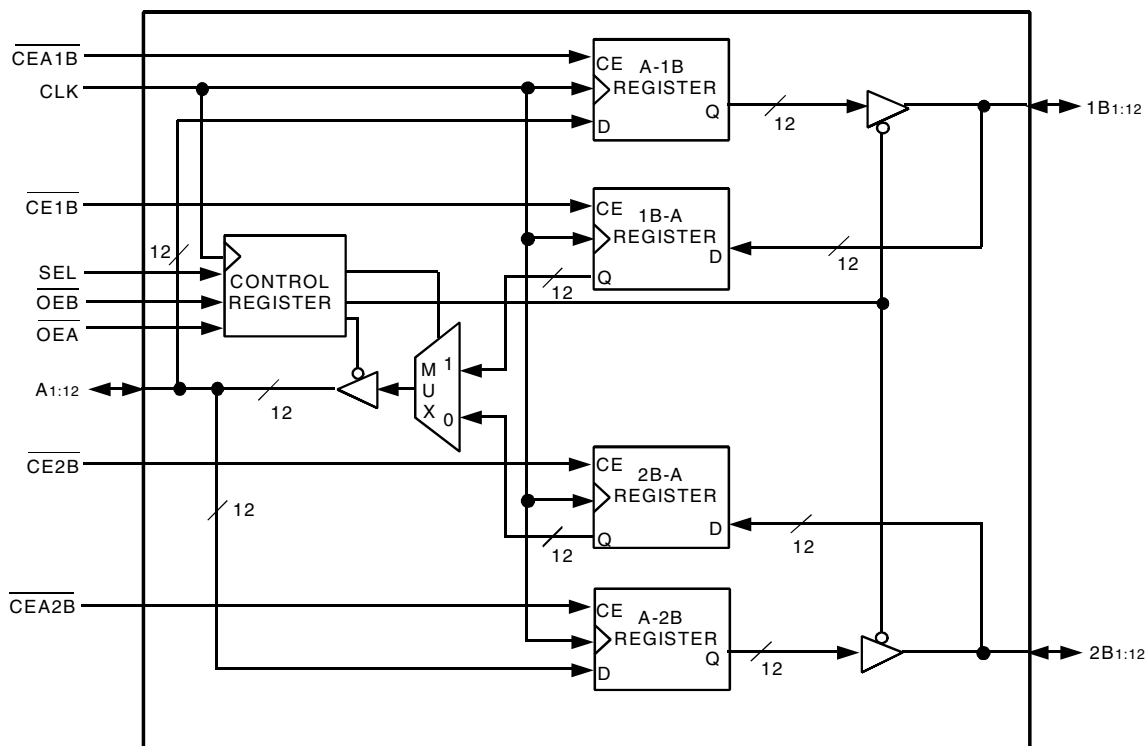 CEA1B
CLK
CE A-1B
REGISTER
Q
D
12
1B1:12
CE1B
CE 1B-A
REGISTER
D
Q
12
12
12
SEL
OEB
OEA
CONTROL
REGISTER
A1:12
12
MUX
1
0
CE2B
CE 2B-A
REGISTER
D
Q
12
12
12
CEA2B
CE A-2B
REGISTER
Q
D
12
2B1:12